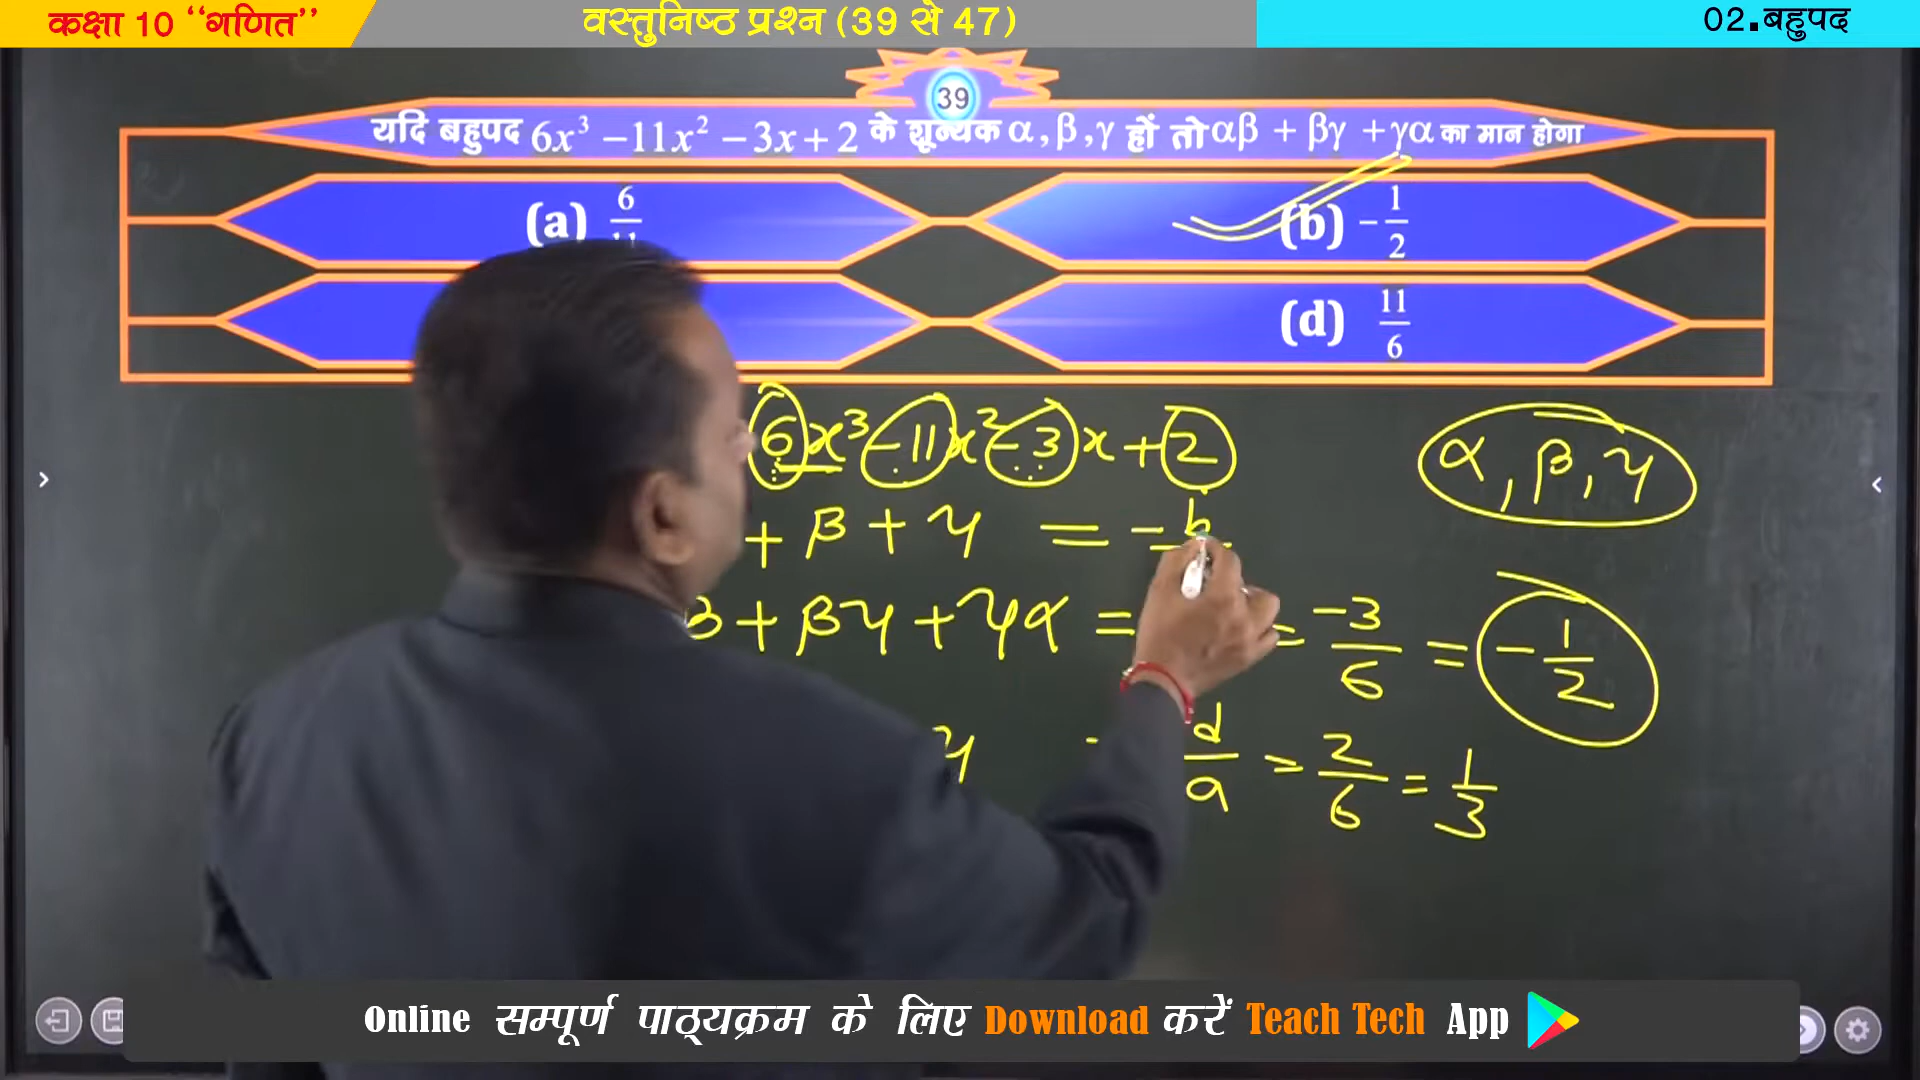 कक्षा 10 “गणित”
वस्तुनिष्ठ प्रश्न (39 से 47)
02.बहुपद
39
यदि बहुपद 6x³ −11x² −3x+2 के शून्यक α,β,γ हों तो αβ + βγ +γα का मान होगा
(a) 6/11
(b) −1/2
(d) 11/6
6x³ −11x² −3x +2
α, β, γ
+ β + γ = −b
β + βγ + γα = = −3/6 = −1/2
γ d/a = 2/6 = 1/3
Online सम्पूर्ण पाठ्यक्रम के लिए Download करें Teach Tech App